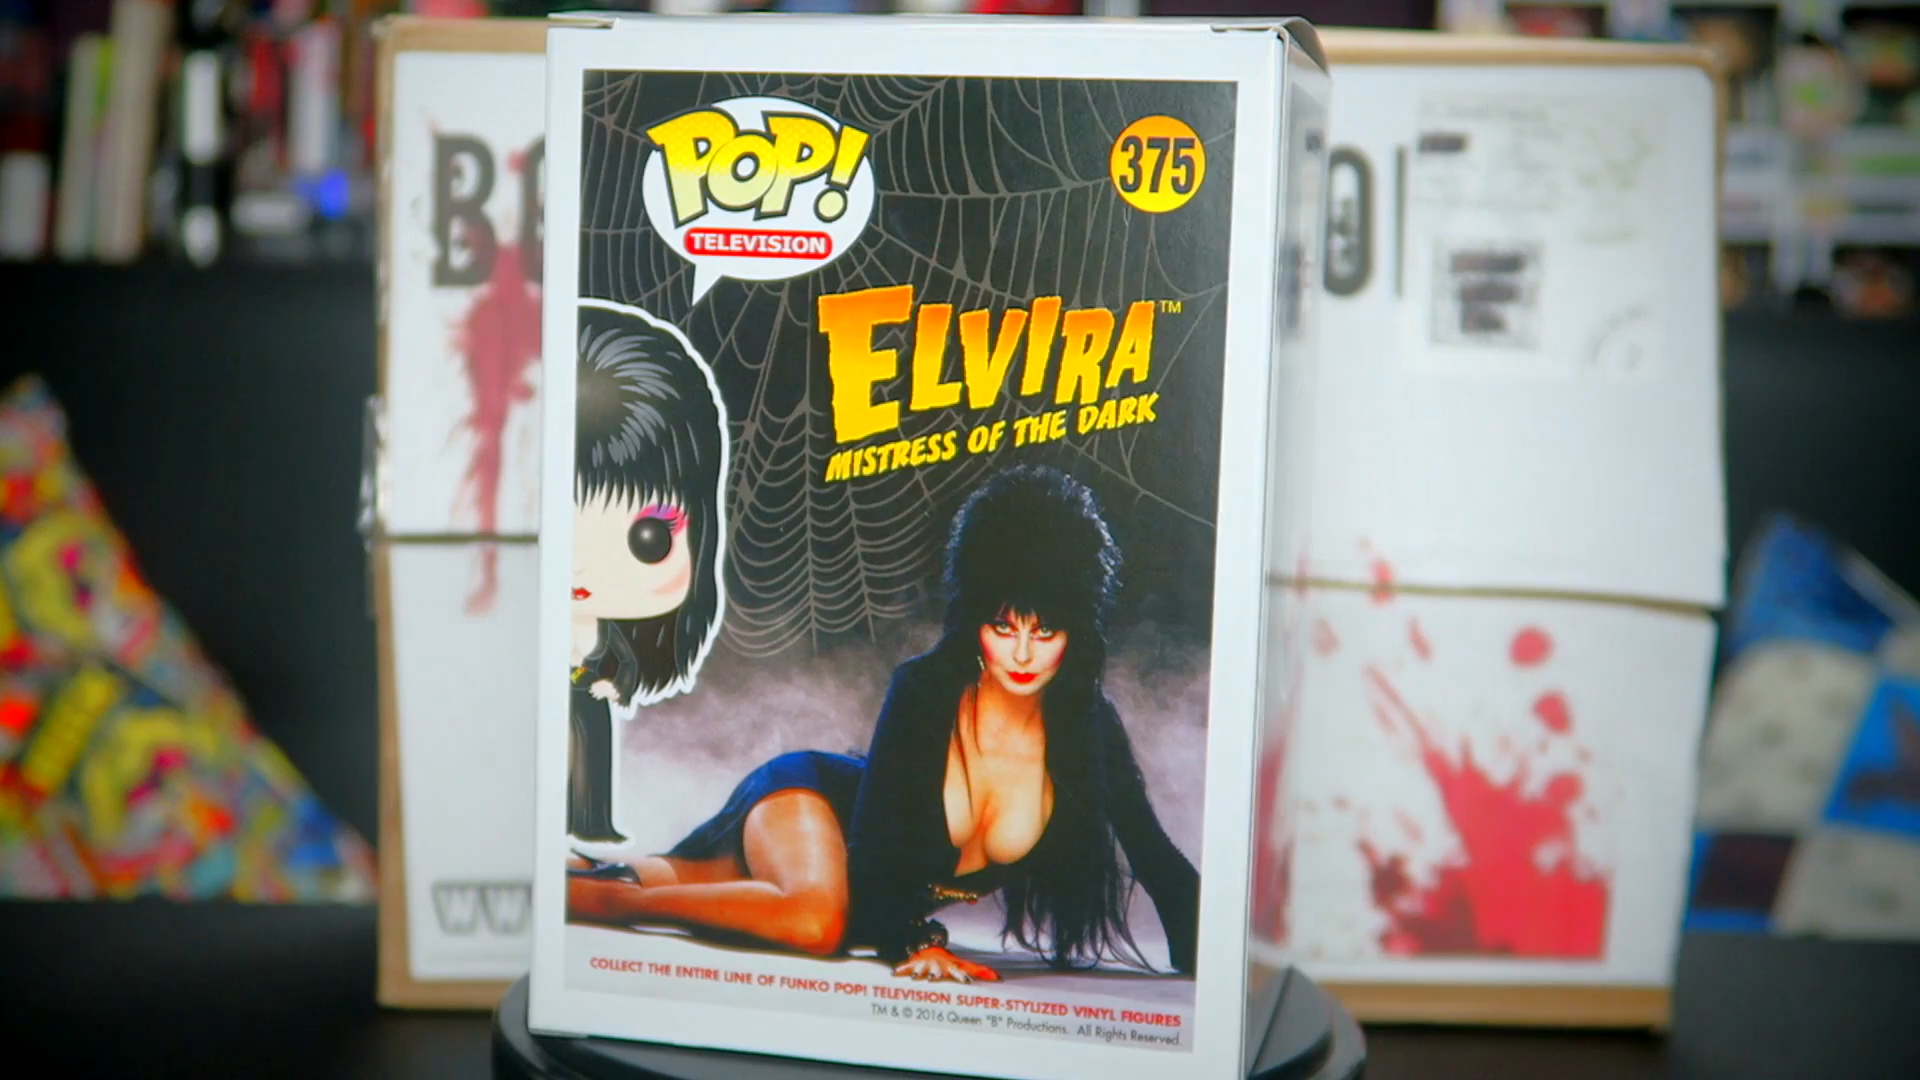 POP!
TELEVISION
375
ELVIRA™
MISTRESS OF THE DARK
COLLECT THE ENTIRE LINE OF FUNKO POP! TELEVISION SUPER-STYLIZED VINYL FIGURES
TM & © 2016 Queen "B" Productions. All Rights Reserved.
WW